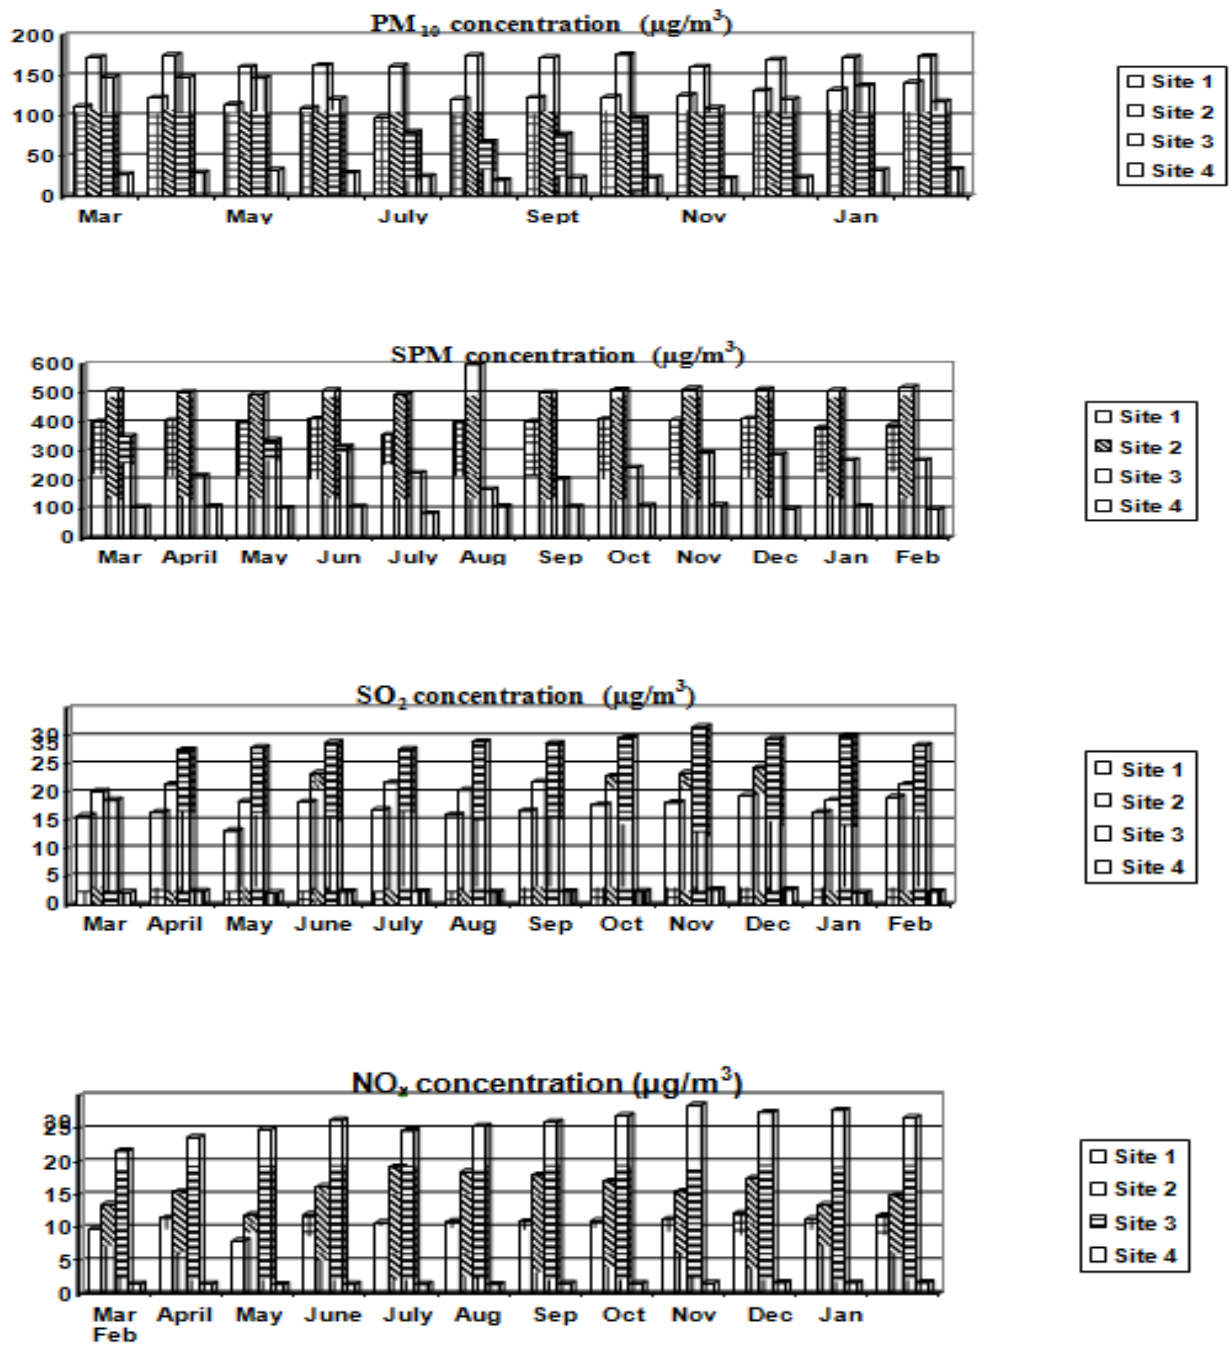 PM10 concentration (µg/m3)
200
150
100
50
0
Mar May July Sept Nov Jan
Site 1
Site 2
Site 3
Site 4
SPM concentration (µg/m3)
600
500
400
300
200
100
0
Mar April May Jun July Aug Sep Oct Nov Dec Jan Feb
Site 1
Site 2
Site 3
Site 4
SO2 concentration (µg/m3)
30
35
25
20
15
10
5
0
Mar April May June July Aug Sep Oct Nov Dec Jan Feb
Site 1
Site 2
Site 3
Site 4
NOx concentration (µg/m3)
30
25
20
15
10
5
0
Mar April May June July Aug Sep Oct Nov Dec Jan
Feb
Site 1
Site 2
Site 3
Site 4